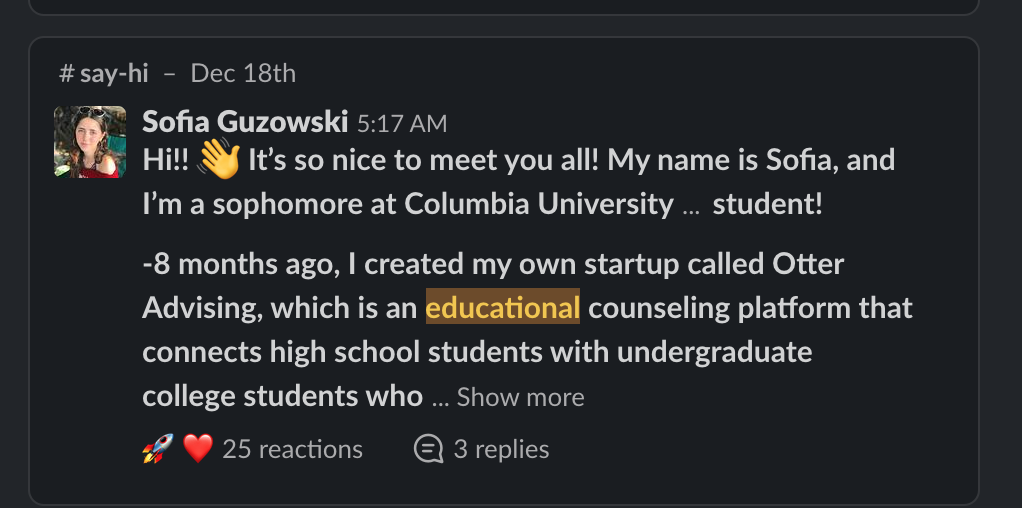 # say-hi – Dec 18th
Sofia Guzowski 5:17 AM
Hi!! 👋 It’s so nice to meet you all! My name is Sofia, and
I’m a sophomore at Columbia University ... student!
-8 months ago, I created my own startup called Otter
Advising, which is an educational counseling platform that
connects high school students with undergraduate
college students who ... Show more
🚀 ❤️ 25 reactions 3 replies